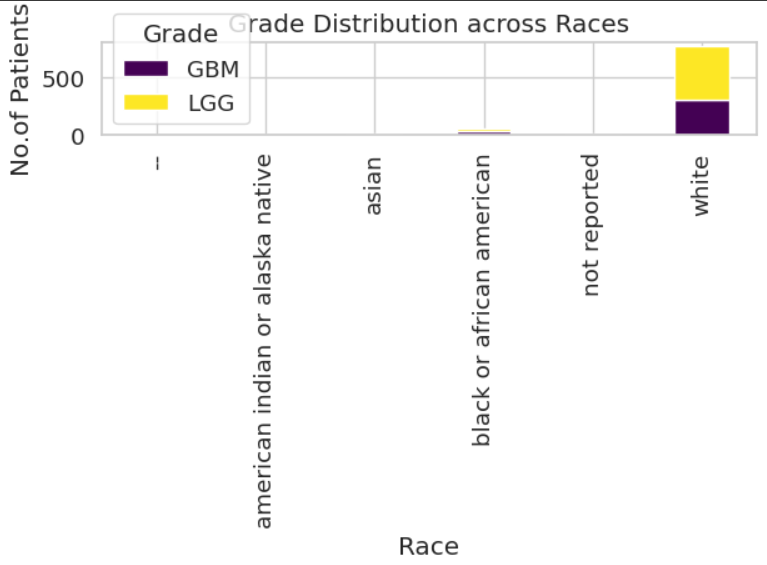 Grade Distribution across Races
No.of Patients
Grade
GBM
LGG
500
0
--
american indian or alaska native
asian
black or african american
not reported
white
Race